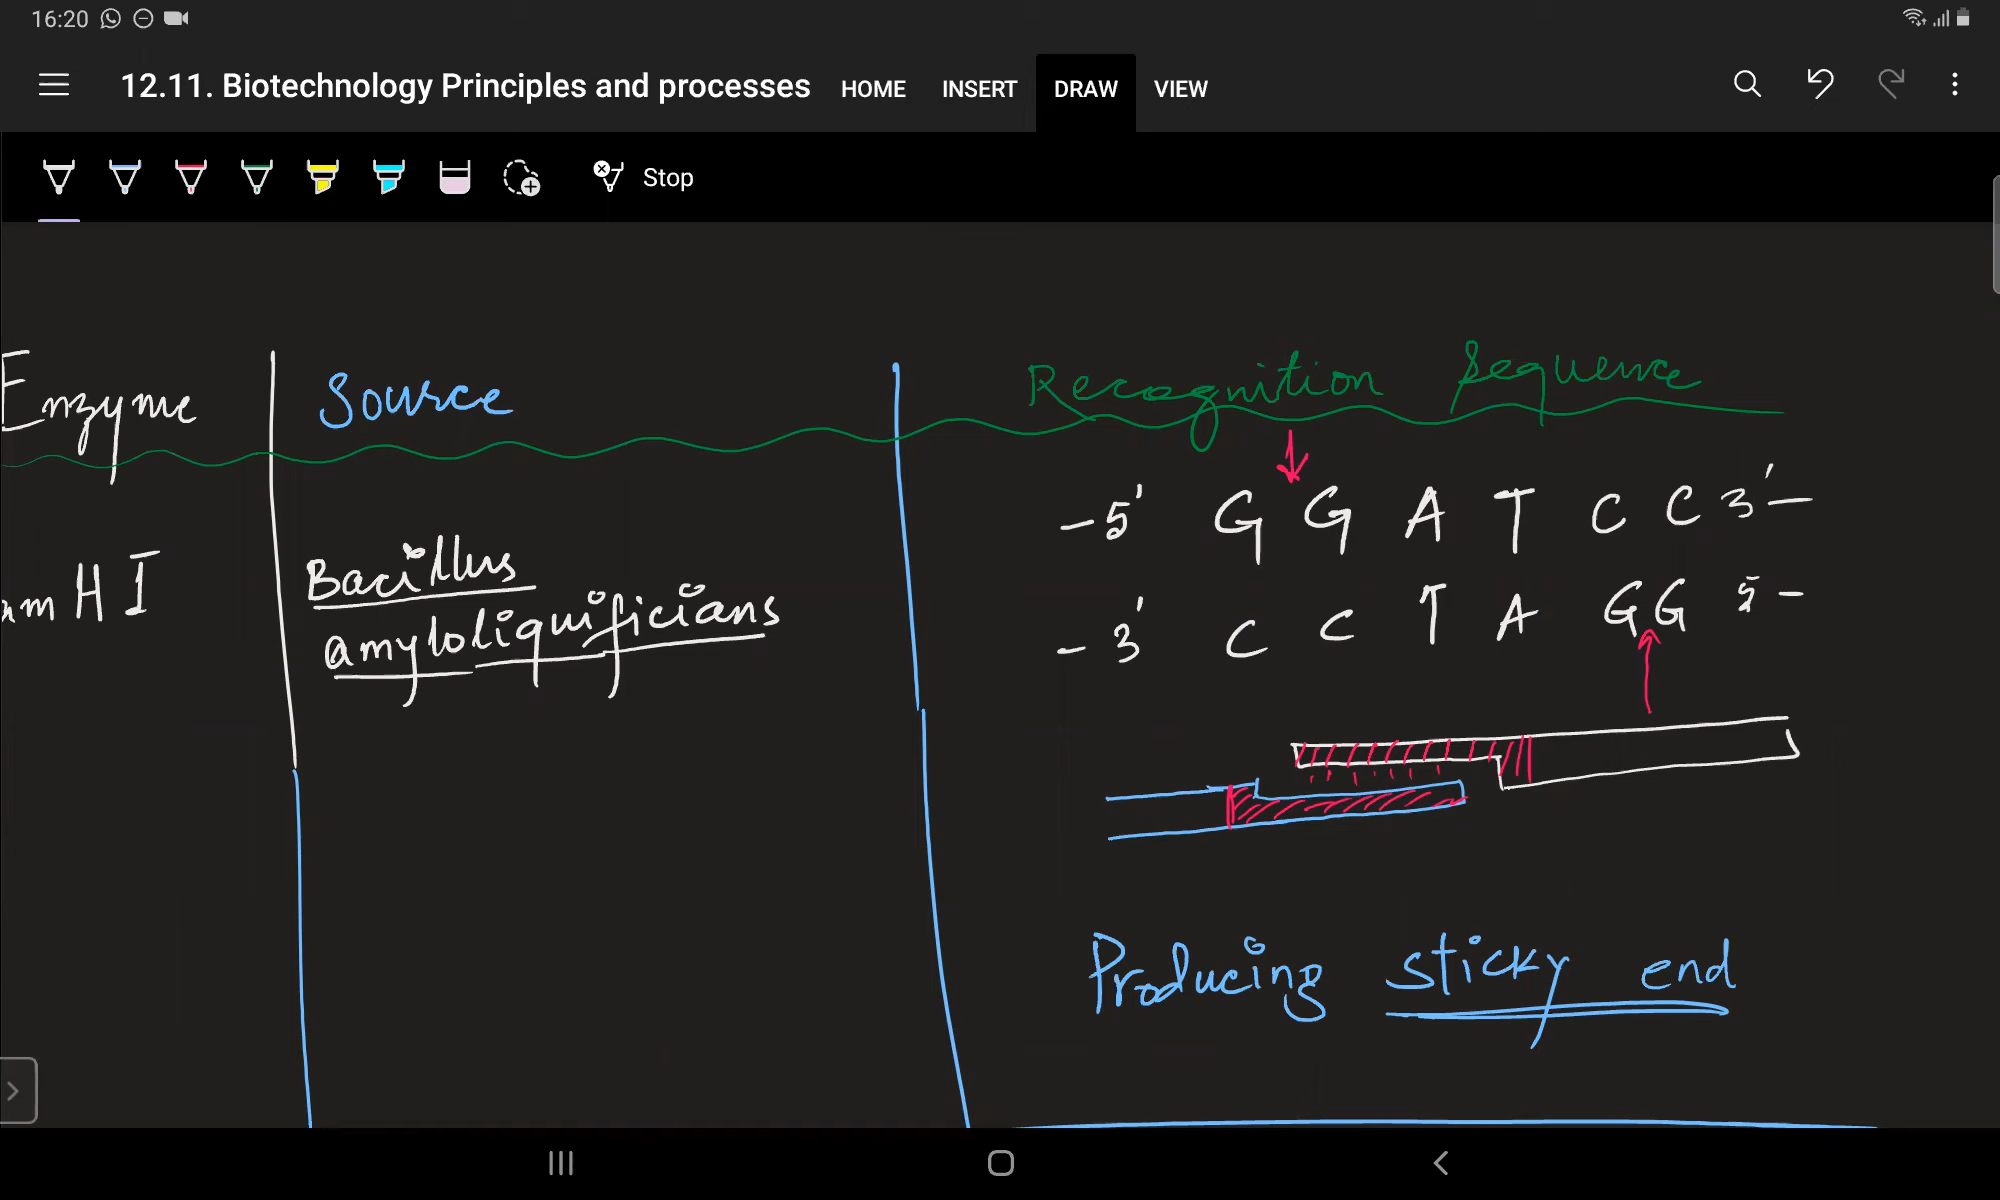 16:20
12.11. Biotechnology Principles and processes HOME INSERT DRAW VIEW
Stop
Enzyme Source Recognition Sequence
-5' G G A T C C 3'-
am H I Bacillus
amyloliquificians
-3' C C T A G G 5'-
Producing sticky end